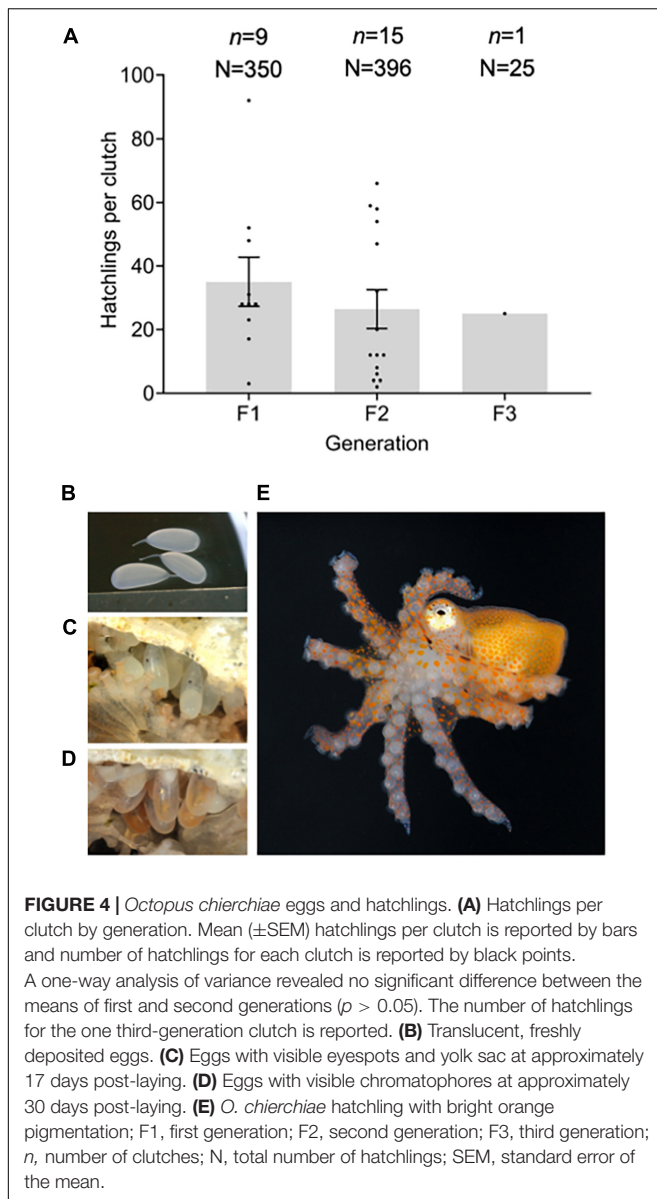 A
n=9 n=15 n=1
N=350 N=396 N=25
100
80
60
40
20
0
Hatchlings per clutch
F1 F2 F3
Generation
B
E
C
D
FIGURE 4 | Octopus chierchiae eggs and hatchlings. (A) Hatchlings per
clutch by generation. Mean (±SEM) hatchlings per clutch is reported by bars
and number of hatchlings for each clutch is reported by black points.
A one-way analysis of variance revealed no significant difference between the
means of first and second generations (p > 0.05). The number of hatchlings
for the one third-generation clutch is reported. (B) Translucent, freshly
deposited eggs. (C) Eggs with visible eyespots and yolk sac at approximately
17 days post-laying. (D) Eggs with visible chromatophores at approximately
30 days post-laying. (E) O. chierchiae hatchling with bright orange
pigmentation; F1, first generation; F2, second generation; F3, third generation;
n, number of clutches; N, total number of hatchlings; SEM, standard error of
the mean.